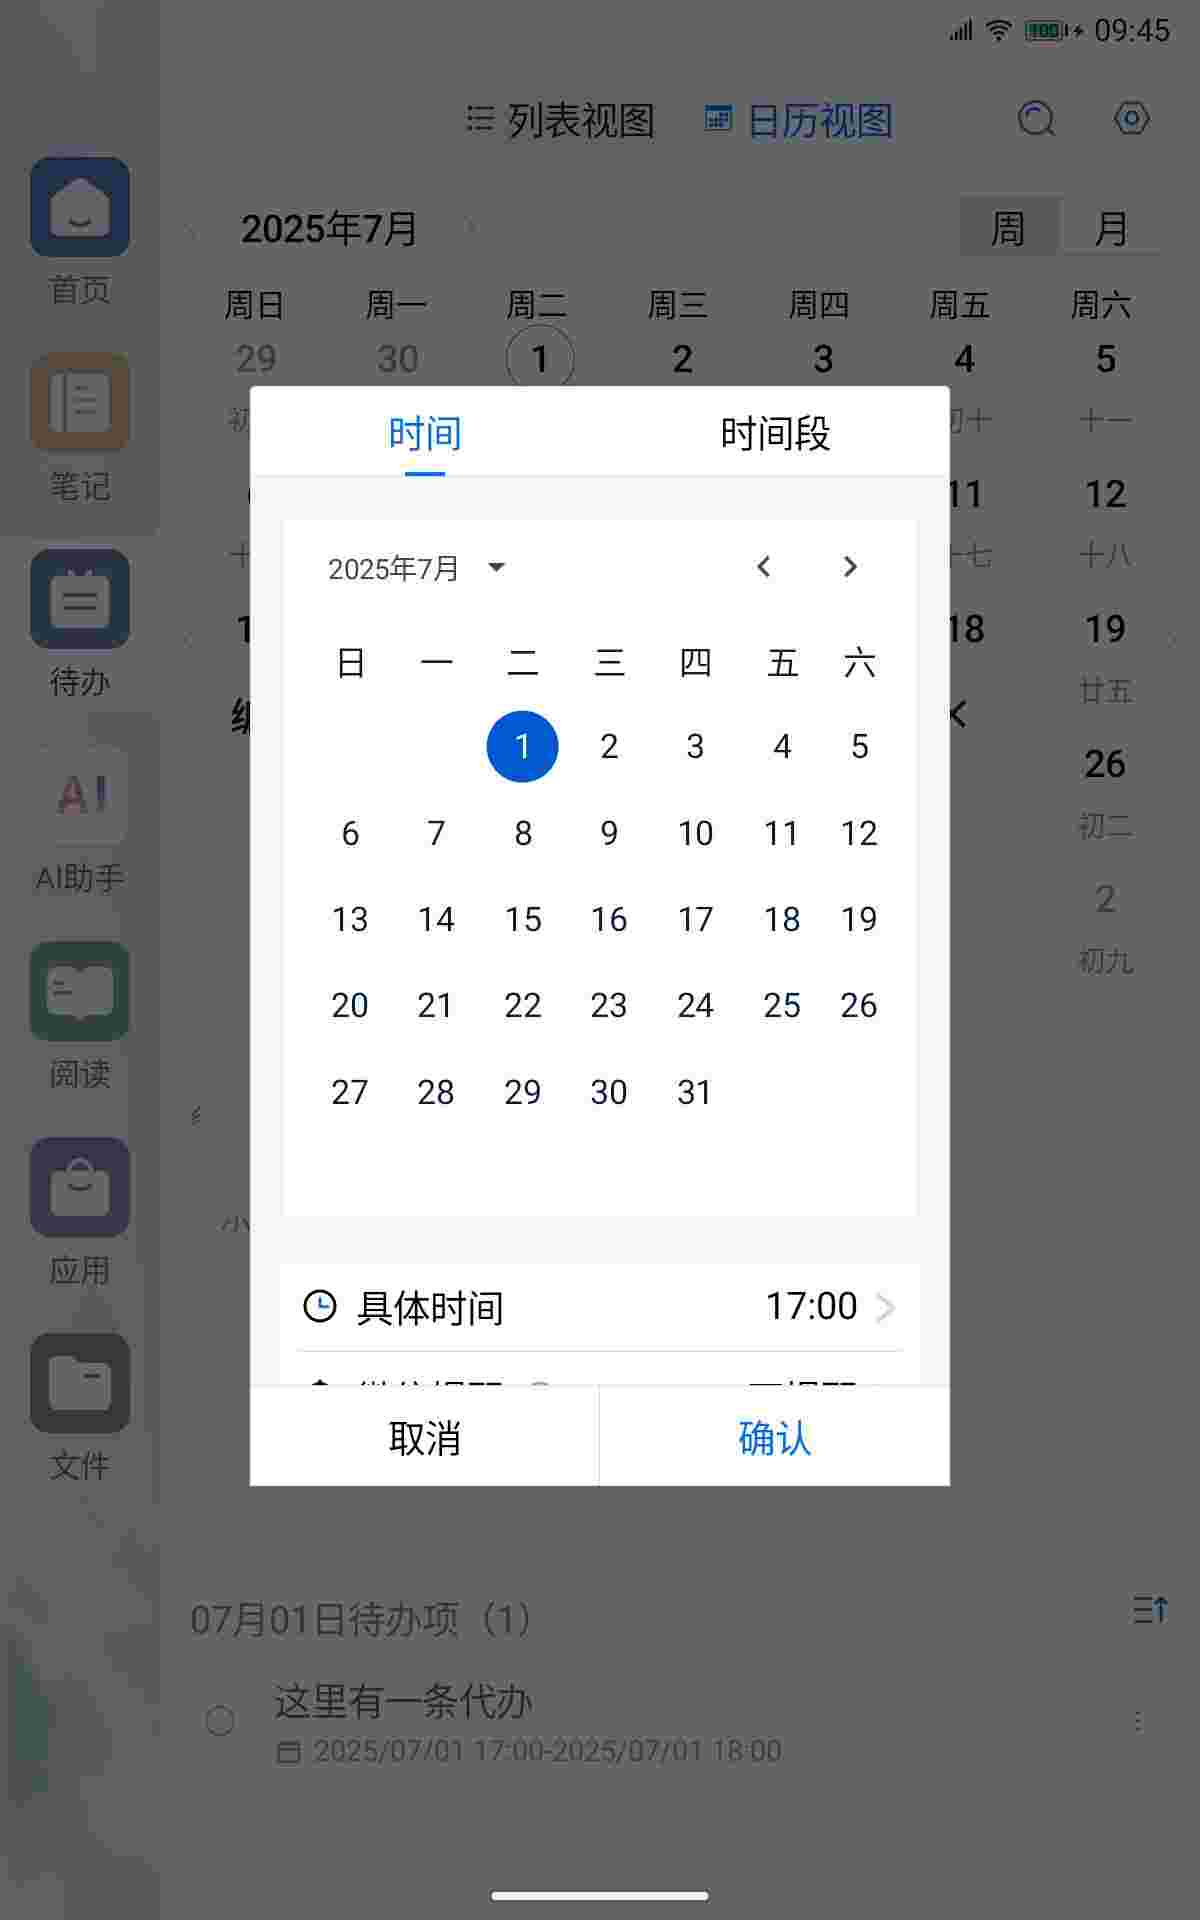 100 09:45
列表视图 日历视图
2025年7月 周 月
周日 周一 周二 周三 周四 周五 周六
29 30 1 2 3 4 5
初十 十一
时间 时间段
11 12
十七 十八
18 19
廿五
26
初二
2
初九
2025年7月
日 一 二 三 四 五 六
1 2 3 4 5
6 7 8 9 10 11 12
13 14 15 16 17 18 19
20 21 22 23 24 25 26
27 28 29 30 31
具体时间 17:00
取消 确认
首页
笔记
待办
AI
AI助手
阅读
应用
文件
07月01日待办项（1）
这里有一条代办
2025/07/01 17:00-2025/07/01 18:00